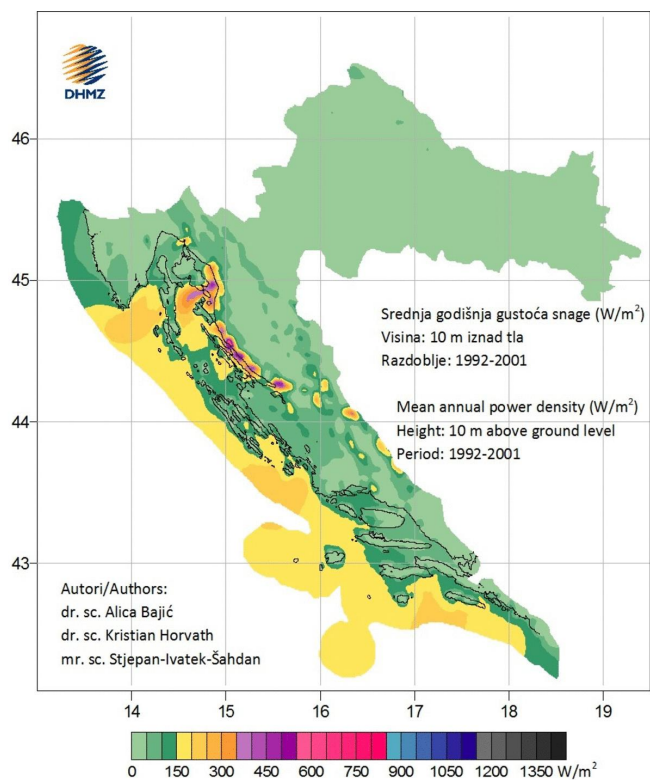 DHMZ
46
45
44
43
Srednja godišnja gustoća snage (W/m²)
Visina: 10 m iznad tla
Razdoblje: 1992-2001
Mean annual power density (W/m²)
Height: 10 m above ground level
Period: 1992-2001
Autori/Authors:
dr. sc. Alica Bajić
dr. sc. Kristian Horvath
mr. sc. Stjepan-Ivatek-Šahdan
14 15 16 17 18 19
0 150 300 450 600 750 900 1050 1200 1350 W/m²